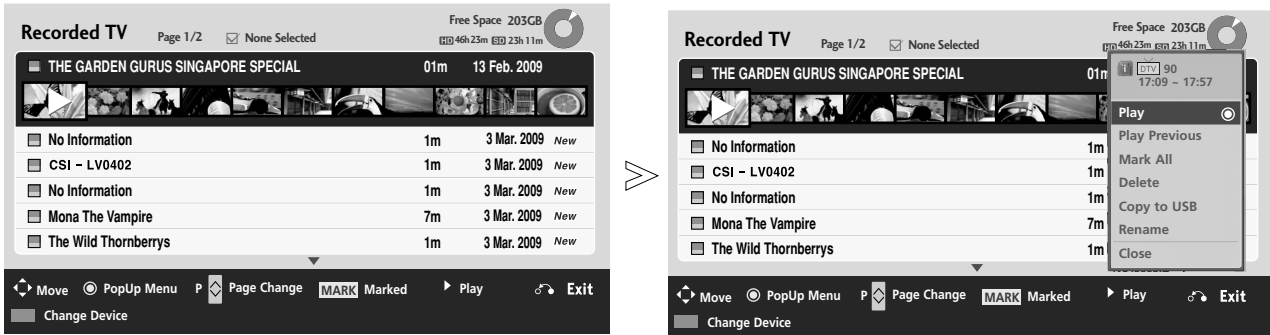 Recorded TV Page 1/2 None Selected
Free Space 203GB
HD 46h 23m SD 23h 11m
THE GARDEN GURUS SINGAPORE SPECIAL 01m 13 Feb. 2009
No Information 1m 3 Mar. 2009 New
CSI – LV0402 1m 3 Mar. 2009 New
No Information 1m 3 Mar. 2009 New
Mona The Vampire 7m 3 Mar. 2009 New
The Wild Thornberrys 1m 3 Mar. 2009 New
Move PopUp Menu P Page Change MARK Marked Play Exit
Change Device
Recorded TV Page 1/2 None Selected
Free Space 203GB
HD 46h 23m SD 23h 11m
THE GARDEN GURUS SINGAPORE SPECIAL 01m
No Information 1m
CSI – LV0402 1m
No Information 1m
Mona The Vampire 7m
The Wild Thornberrys 1m
DTV 90
17:09 ~ 17:57
Play
Play Previous
Mark All
Delete
Copy to USB
Rename
Close
Move PopUp Menu P Page Change MARK Marked Play Exit
Change Device